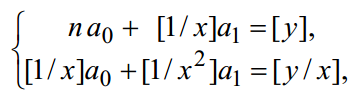 n a₀ + [1/x]a₁ =[y],
[1/x]a₀ +[1/x²]a₁ =[y/x],